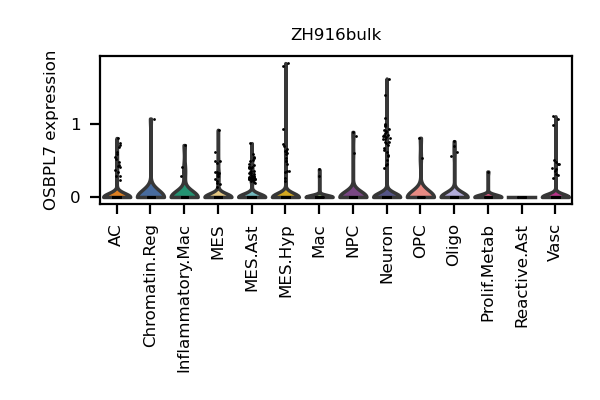 ZH916bulk
OSBPL7 expression
1
0
AC
Chromatin.Reg
Inflammatory.Mac
MES
MES.Ast
MES.Hyp
Mac
NPC
Neuron
OPC
Oligo
Prolif.Metab
Reactive.Ast
Vasc